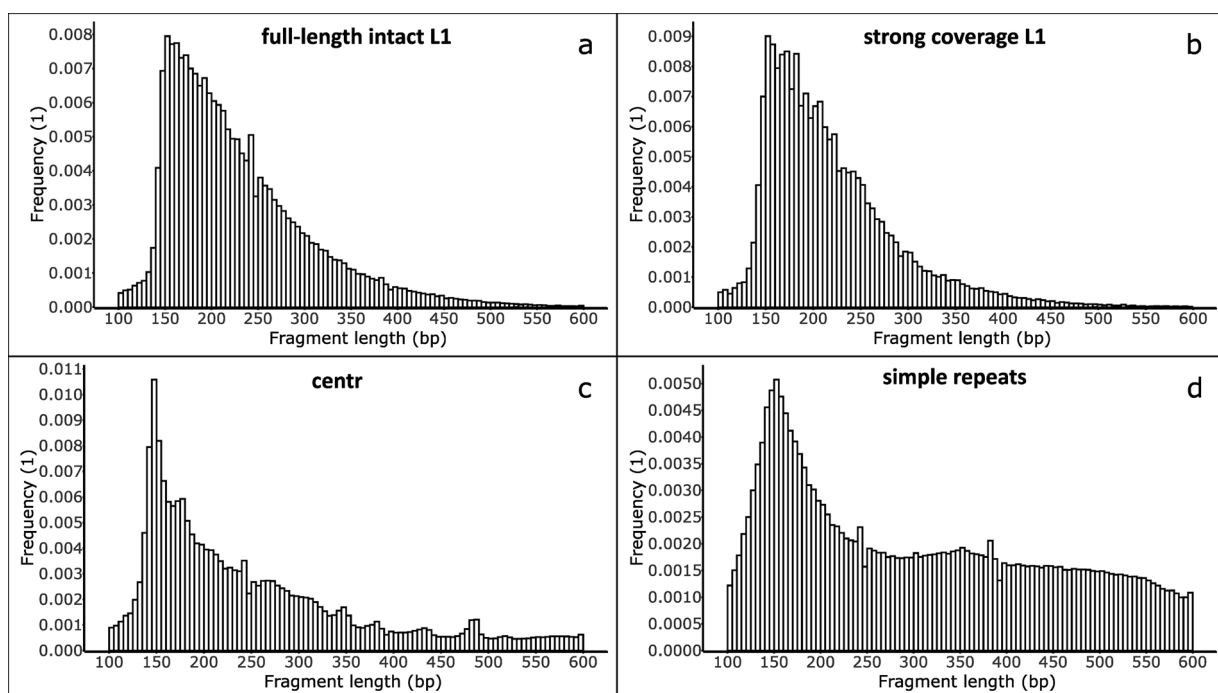 full-length intact L1
a
Frequency (1)
0.008
0.007
0.006
0.005
0.004
0.003
0.002
0.001
0.000
100 150 200 250 300 350 400 450 500 550 600
Fragment length (bp)
strong coverage L1
b
Frequency (1)
0.009
0.008
0.007
0.006
0.005
0.004
0.003
0.002
0.001
0.000
100 150 200 250 300 350 400 450 500 550 600
Fragment length (bp)
centr
c
Frequency (1)
0.011
0.010
0.009
0.008
0.007
0.006
0.005
0.004
0.003
0.002
0.001
0.000
100 150 200 250 300 350 400 450 500 550 600
Fragment length (bp)
simple repeats
d
Frequency (1)
0.0050
0.0045
0.0040
0.0035
0.0030
0.0025
0.0020
0.0015
0.0010
0.0005
0.0000
100 150 200 250 300 350 400 450 500 550 600
Fragment length (bp)